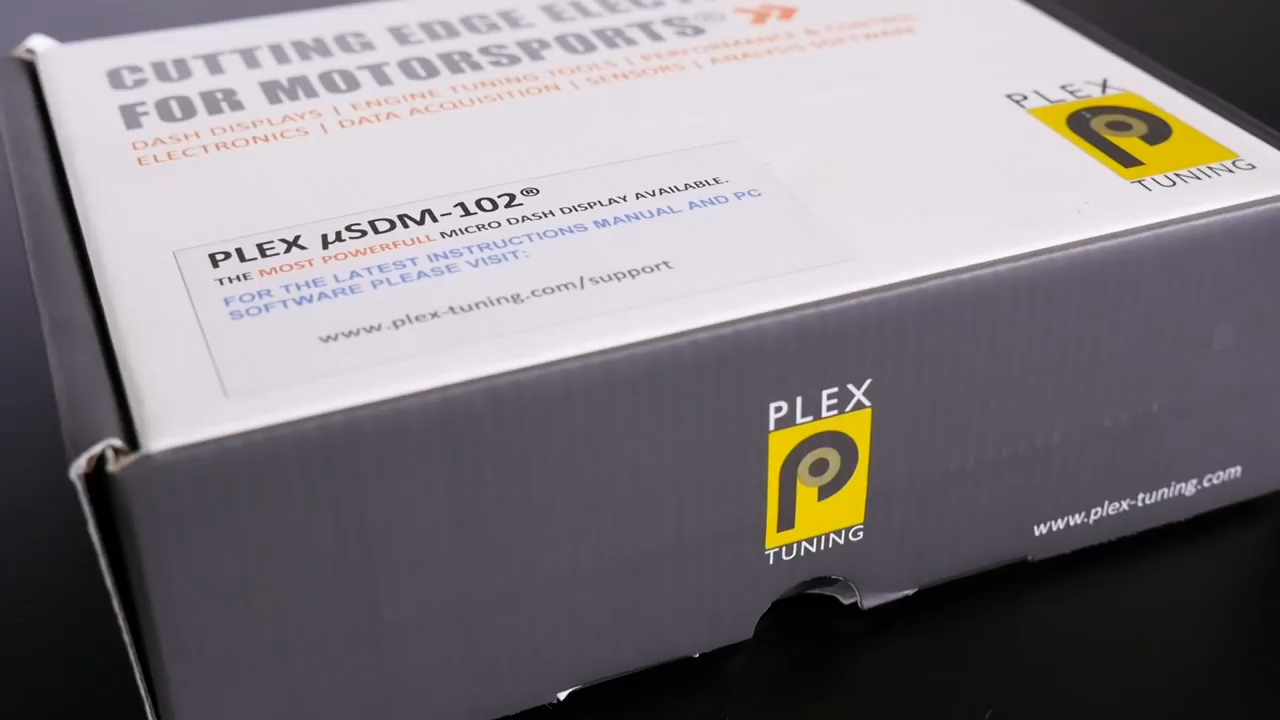 CUTTING EDGE
FOR MOTORSPORTS®
DASH DISPLAYS | ENGINE TUNING TOOLS | PERFORMANCE & CONTROL
ELECTRONICS | DATA ACQUISITION | SENSORS | ANALYSIS SOFTWARE
PLEX
TUNING
PLEX µSDM-102®
THE MOST POWERFULL MICRO DASH DISPLAY AVAILABLE.
FOR THE LATEST INSTRUCTIONS MANUAL AND PC
SOFTWARE PLEASE VISIT:
www.plex-tuning.com/support
PLEX
TUNING
www.plex-tuning.com